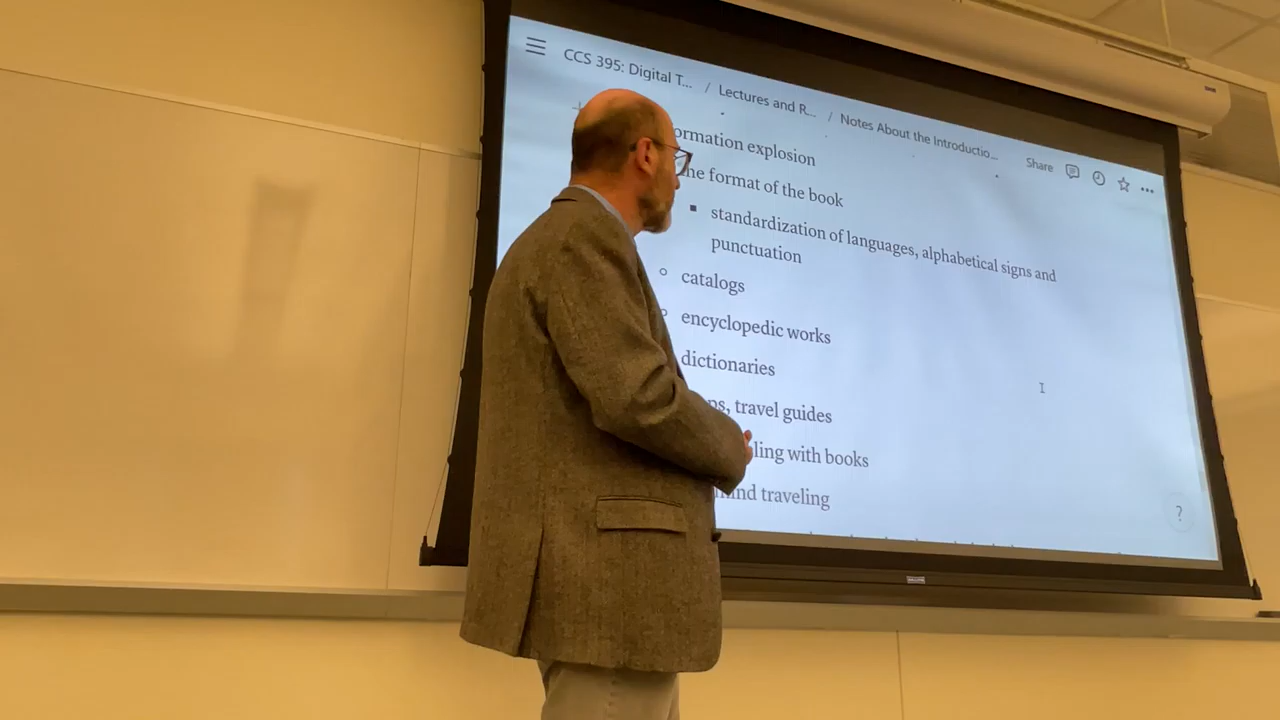 CCS 395: Digital T... / Lectures and R... / Notes About the Introductio... Share
ormation explosion
he format of the book
standardization of languages, alphabetical signs and
punctuation
catalogs
encyclopedic works
dictionaries
ps, travel guides
ling with books
mind traveling
?